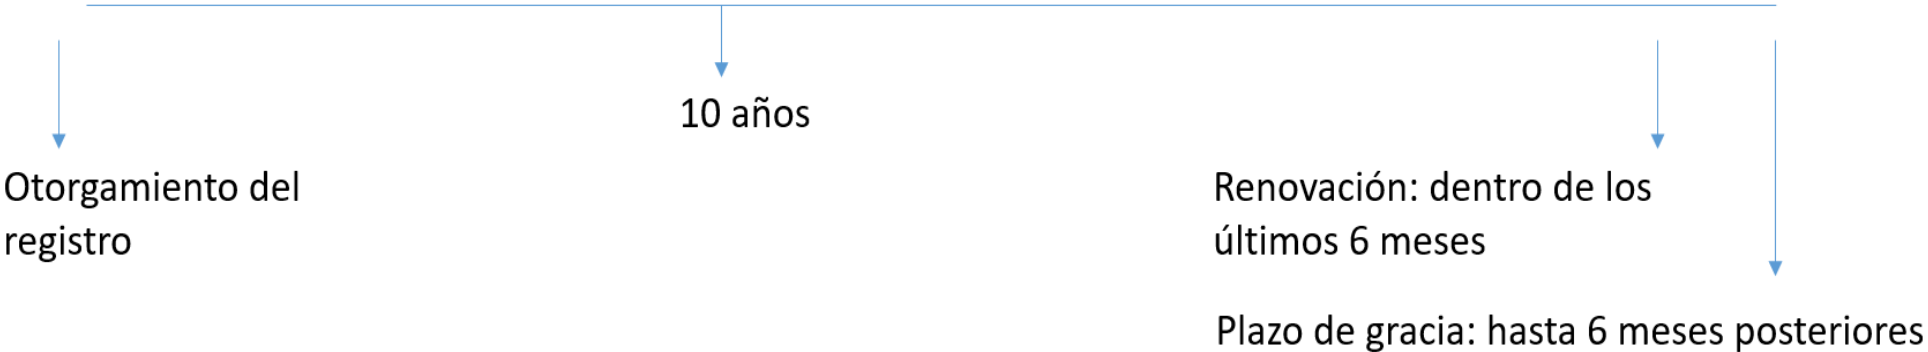 10 años
Otorgamiento del
registro
Renovación: dentro de los
últimos 6 meses
Plazo de gracia: hasta 6 meses posteriores